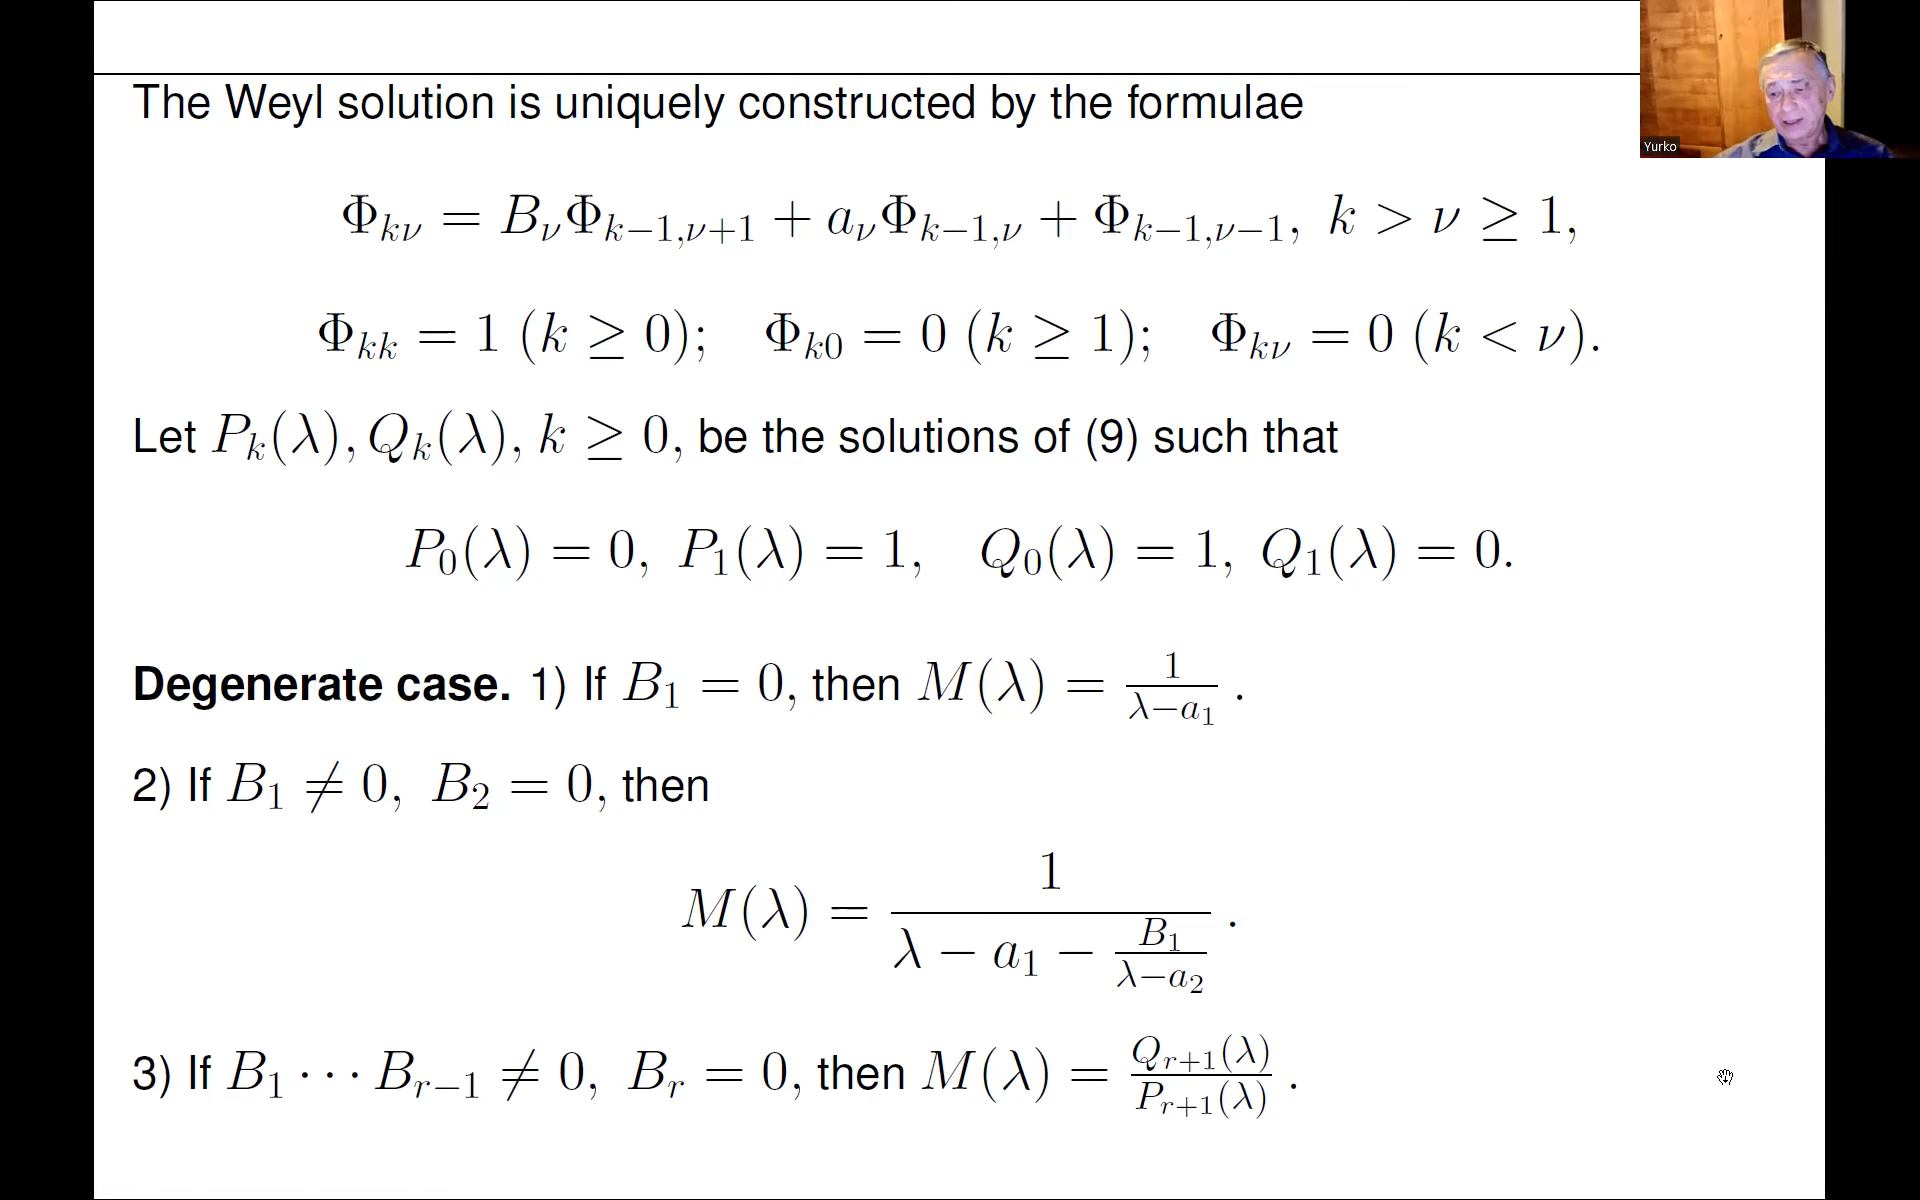 The Weyl solution is uniquely constructed by the formulae
Yurko
Φ_{kν} = B_ν Φ_{k−1,ν+1} + a_ν Φ_{k−1,ν} + Φ_{k−1,ν−1}, k > ν ≥ 1,
Φ_{kk} = 1 (k ≥ 0); Φ_{k0} = 0 (k ≥ 1); Φ_{kν} = 0 (k < ν).
Let P_k(λ), Q_k(λ), k ≥ 0, be the solutions of (9) such that
P_0(λ) = 0, P_1(λ) = 1, Q_0(λ) = 1, Q_1(λ) = 0.
Degenerate case. 1) If B_1 = 0, then M(λ) = \frac{1}{λ−a_1} .
2) If B_1 ≠ 0, B_2 = 0, then
M(λ) = \frac{1}{λ − a_1 − \frac{B_1}{λ−a_2}} .
3) If B_1 ⋯ B_{r−1} ≠ 0, B_r = 0, then M(λ) = \frac{Q_{r+1}(λ)}{P_{r+1}(λ)} .